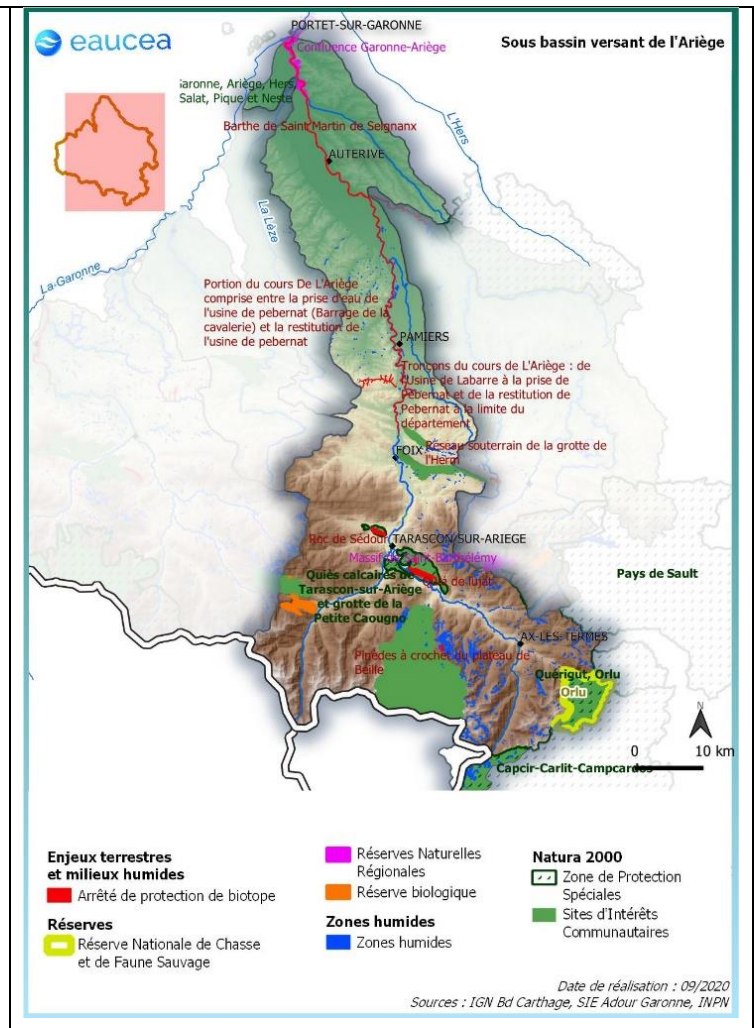 eaucea
PORTET-SUR-GARONNE
Confluence Garonne-Ariège
Sous bassin versant de l'Ariège
Garonne, Ariège, Hers,
Salat, Pique et Neste
L'Hers
Barthe de Saint Martin de Seignanx
AUTERIVE
La Lèze
La Garonne
Portion du cours De L'Ariège
comprise entre la prise d'eau de
l'usine de pebernat (Barrage de la
cavalerie) et la restitution de
l'usine de pebernat
PAMIERS
Tronçons du cours de L'Ariège : de
l'Usine de Labarre à la prise de
Pebernat et de la restitution de
Pebernat à la limite du
département
Réseau souterrain de la grotte de
l'Herm
FOIX
Roc de Sédour
TARASCON-SUR-ARIEGE
Massif de Saint-Barthélémy
Quiès calcaires de
Tarascon-sur-Ariège
et grotte de la
Petite Caougno
de lujat
Pays de Sault
AX-LES-TERMES
Pinèdes à crochet du plateau de
Beille
Quérigut, Orlu
Orlu
N
0 10 km
Capcir-Carlit-Campcardos
Enjeux terrestres
et milieux humides
Arrêté de protection de biotope
Réserves
Réserve Nationale de Chasse
et de Faune Sauvage
Réserves Naturelles
Régionales
Réserve biologique
Zones humides
Zones humides
Natura 2000
Zone de Protection
Spéciales
Sites d'Intérêts
Communautaires
Date de réalisation : 09/2020
Sources : IGN Bd Carthage, SIE Adour Garonne, INPN